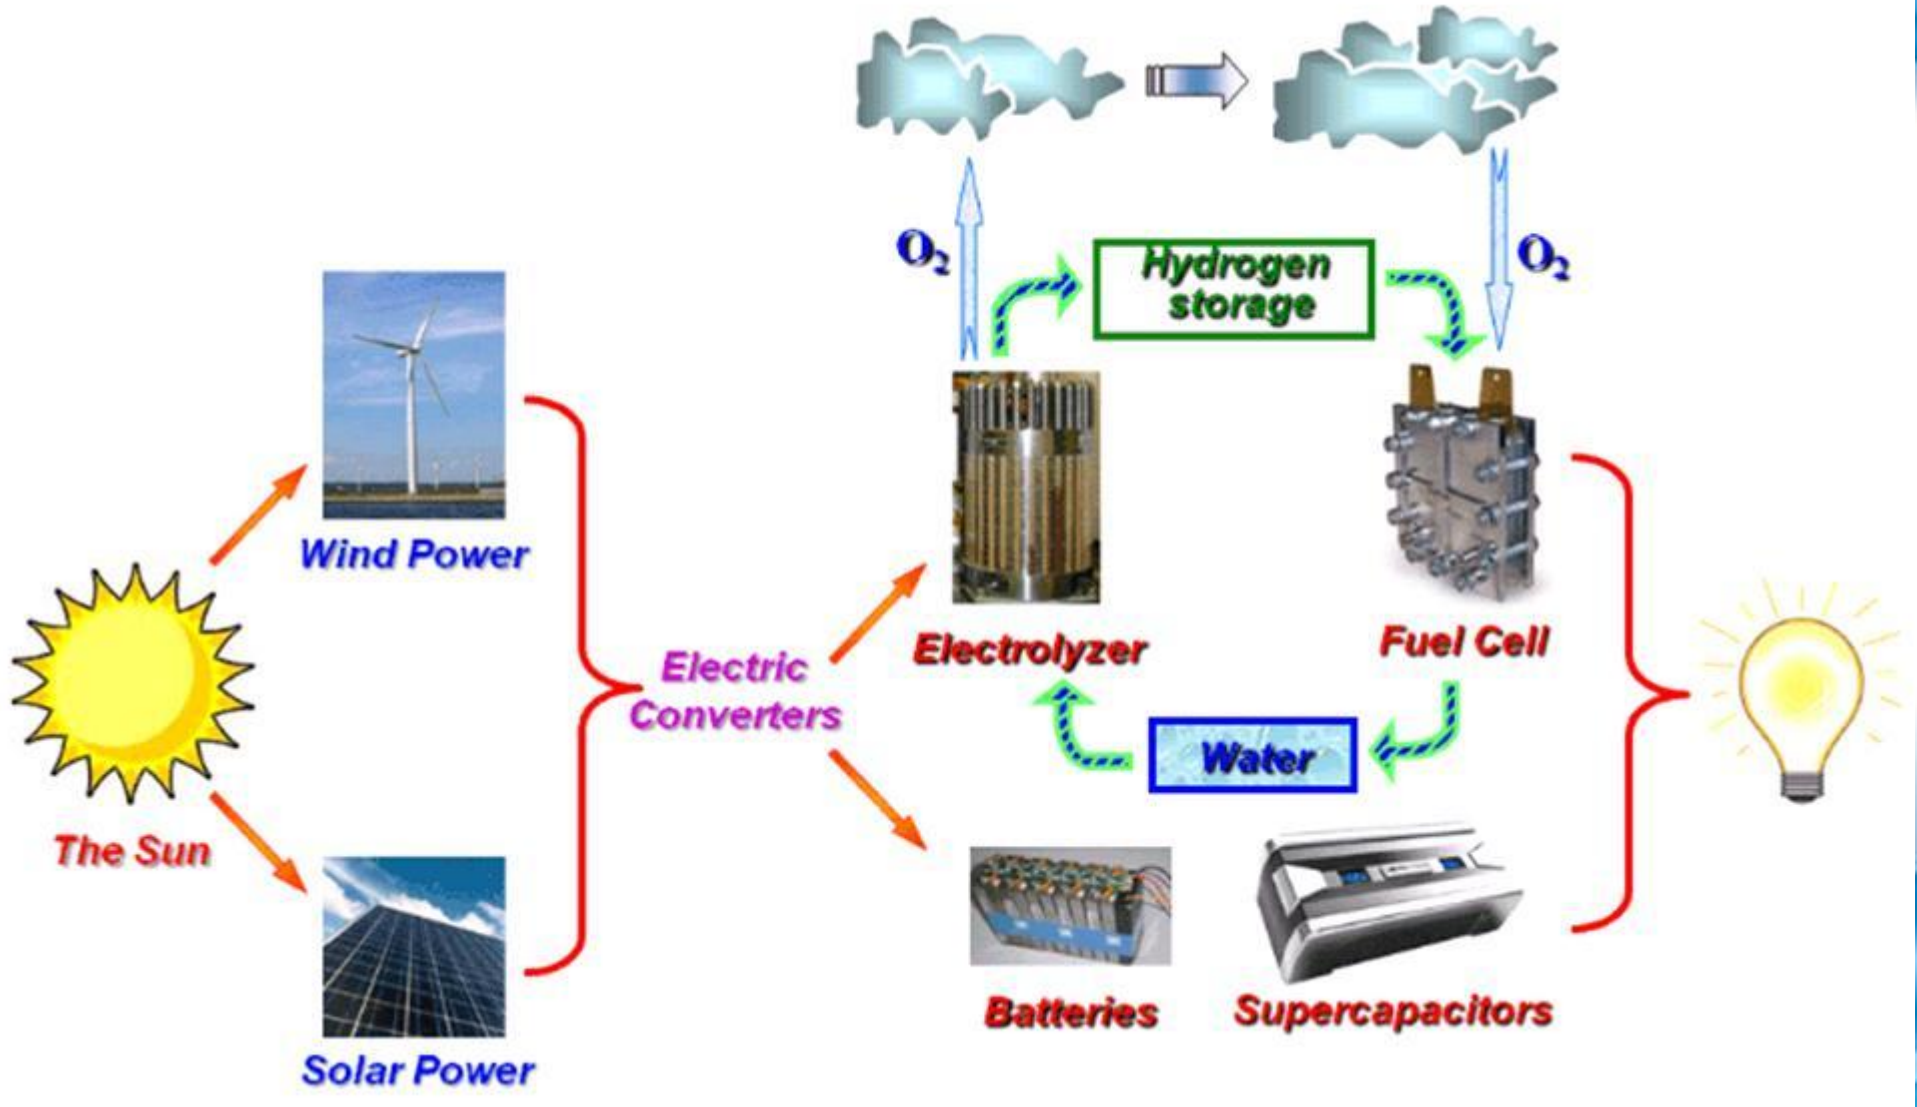 O2
Hydrogen
storage
O2
Wind Power
Electrolyzer
Fuel Cell
Electric
Converters
Water
The Sun
Batteries
Supercapacitors
Solar Power